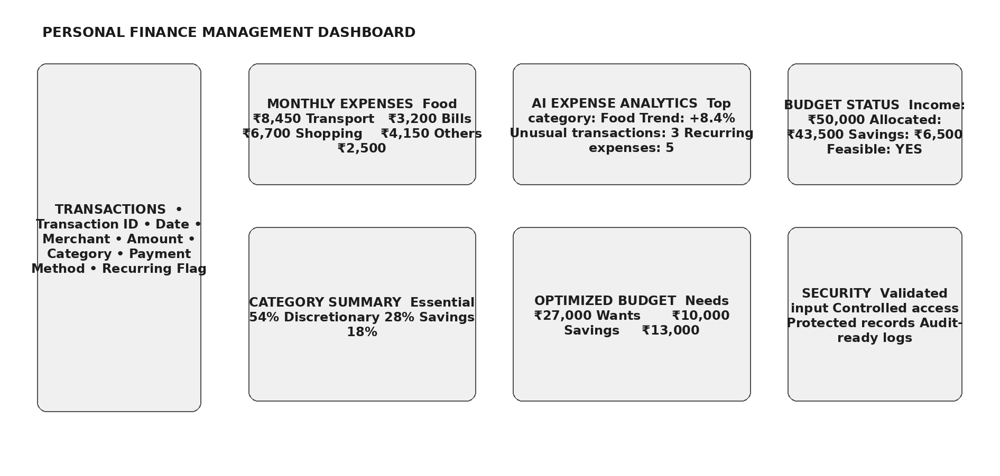 PERSONAL FINANCE MANAGEMENT DASHBOARD
TRANSACTIONS  •
Transaction ID • Date •
Merchant • Amount •
Category • Payment
Method • Recurring Flag
MONTHLY EXPENSES  Food
₹8,450 Transport   ₹3,200 Bills
₹6,700 Shopping    ₹4,150 Others
₹2,500
AI EXPENSE ANALYTICS  Top
category: Food Trend: +8.4%
Unusual transactions: 3 Recurring
expenses: 5
BUDGET STATUS  Income:
₹50,000 Allocated:
₹43,500 Savings: ₹6,500
Feasible: YES
CATEGORY SUMMARY  Essential
54% Discretionary 28% Savings
18%
OPTIMIZED BUDGET  Needs
₹27,000 Wants       ₹10,000
Savings     ₹13,000
SECURITY  Validated
input Controlled access
Protected records Audit-
ready logs